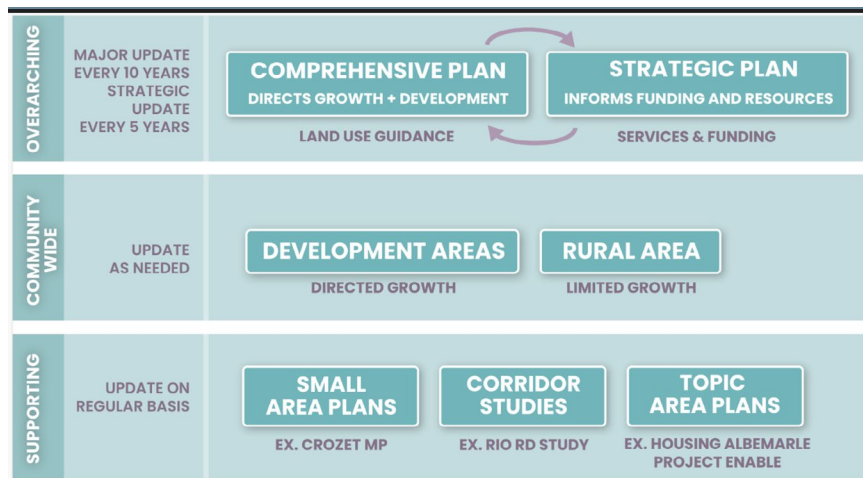 OVERARCHING
MAJOR UPDATE
EVERY 10 YEARS
STRATEGIC
UPDATE
EVERY 5 YEARS
COMPREHENSIVE PLAN
DIRECTS GROWTH + DEVELOPMENT
LAND USE GUIDANCE
STRATEGIC PLAN
INFORMS FUNDING AND RESOURCES
SERVICES & FUNDING
COMMUNITY
WIDE
UPDATE
AS NEEDED
DEVELOPMENT AREAS
DIRECTED GROWTH
RURAL AREA
LIMITED GROWTH
SUPPORTING
UPDATE ON
REGULAR BASIS
SMALL
AREA PLANS
EX. CROZET MP
CORRIDOR
STUDIES
EX. RIO RD STUDY
TOPIC
AREA PLANS
EX. HOUSING ALBEMARLE
PROJECT ENABLE